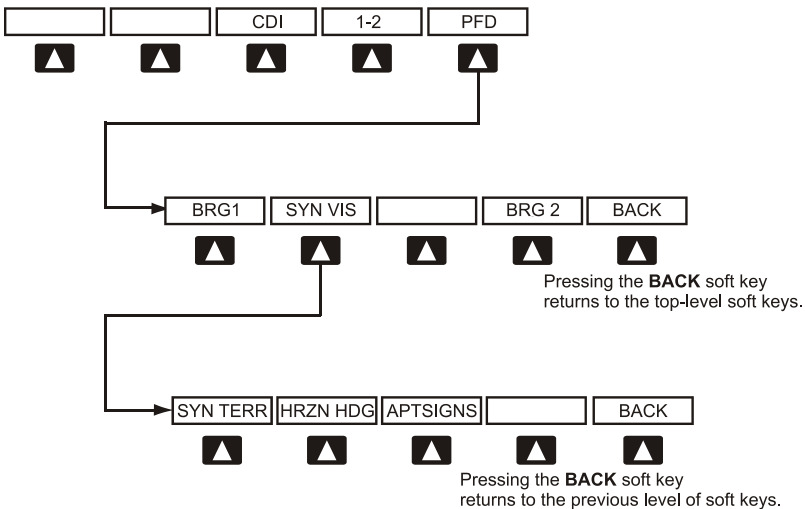 CDI 1-2 PFD
BRG1 SYN VIS BRG 2 BACK
Pressing the BACK soft key
returns to the top-level soft keys.
SYN TERR HRZN HDG APTSIGNS BACK
Pressing the BACK soft key
returns to the previous level of soft keys.